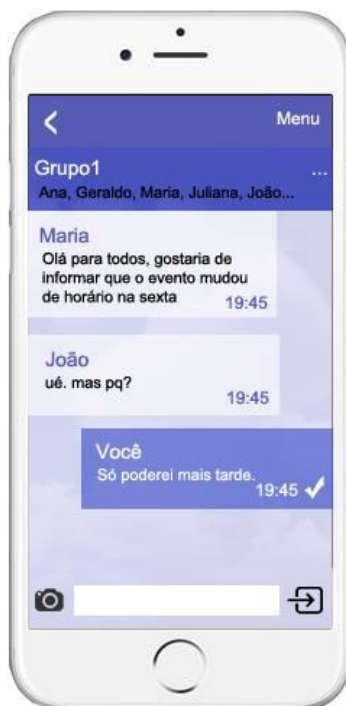 Menu
Grupo1
...
Ana, Geraldo, Maria, Juliana, João...
Maria
Olá para todos, gostaria de
informar que o evento mudou
de horário na sexta
19:45
João
ué. mas pq?
19:45
Você
Só poderei mais tarde.
19:45